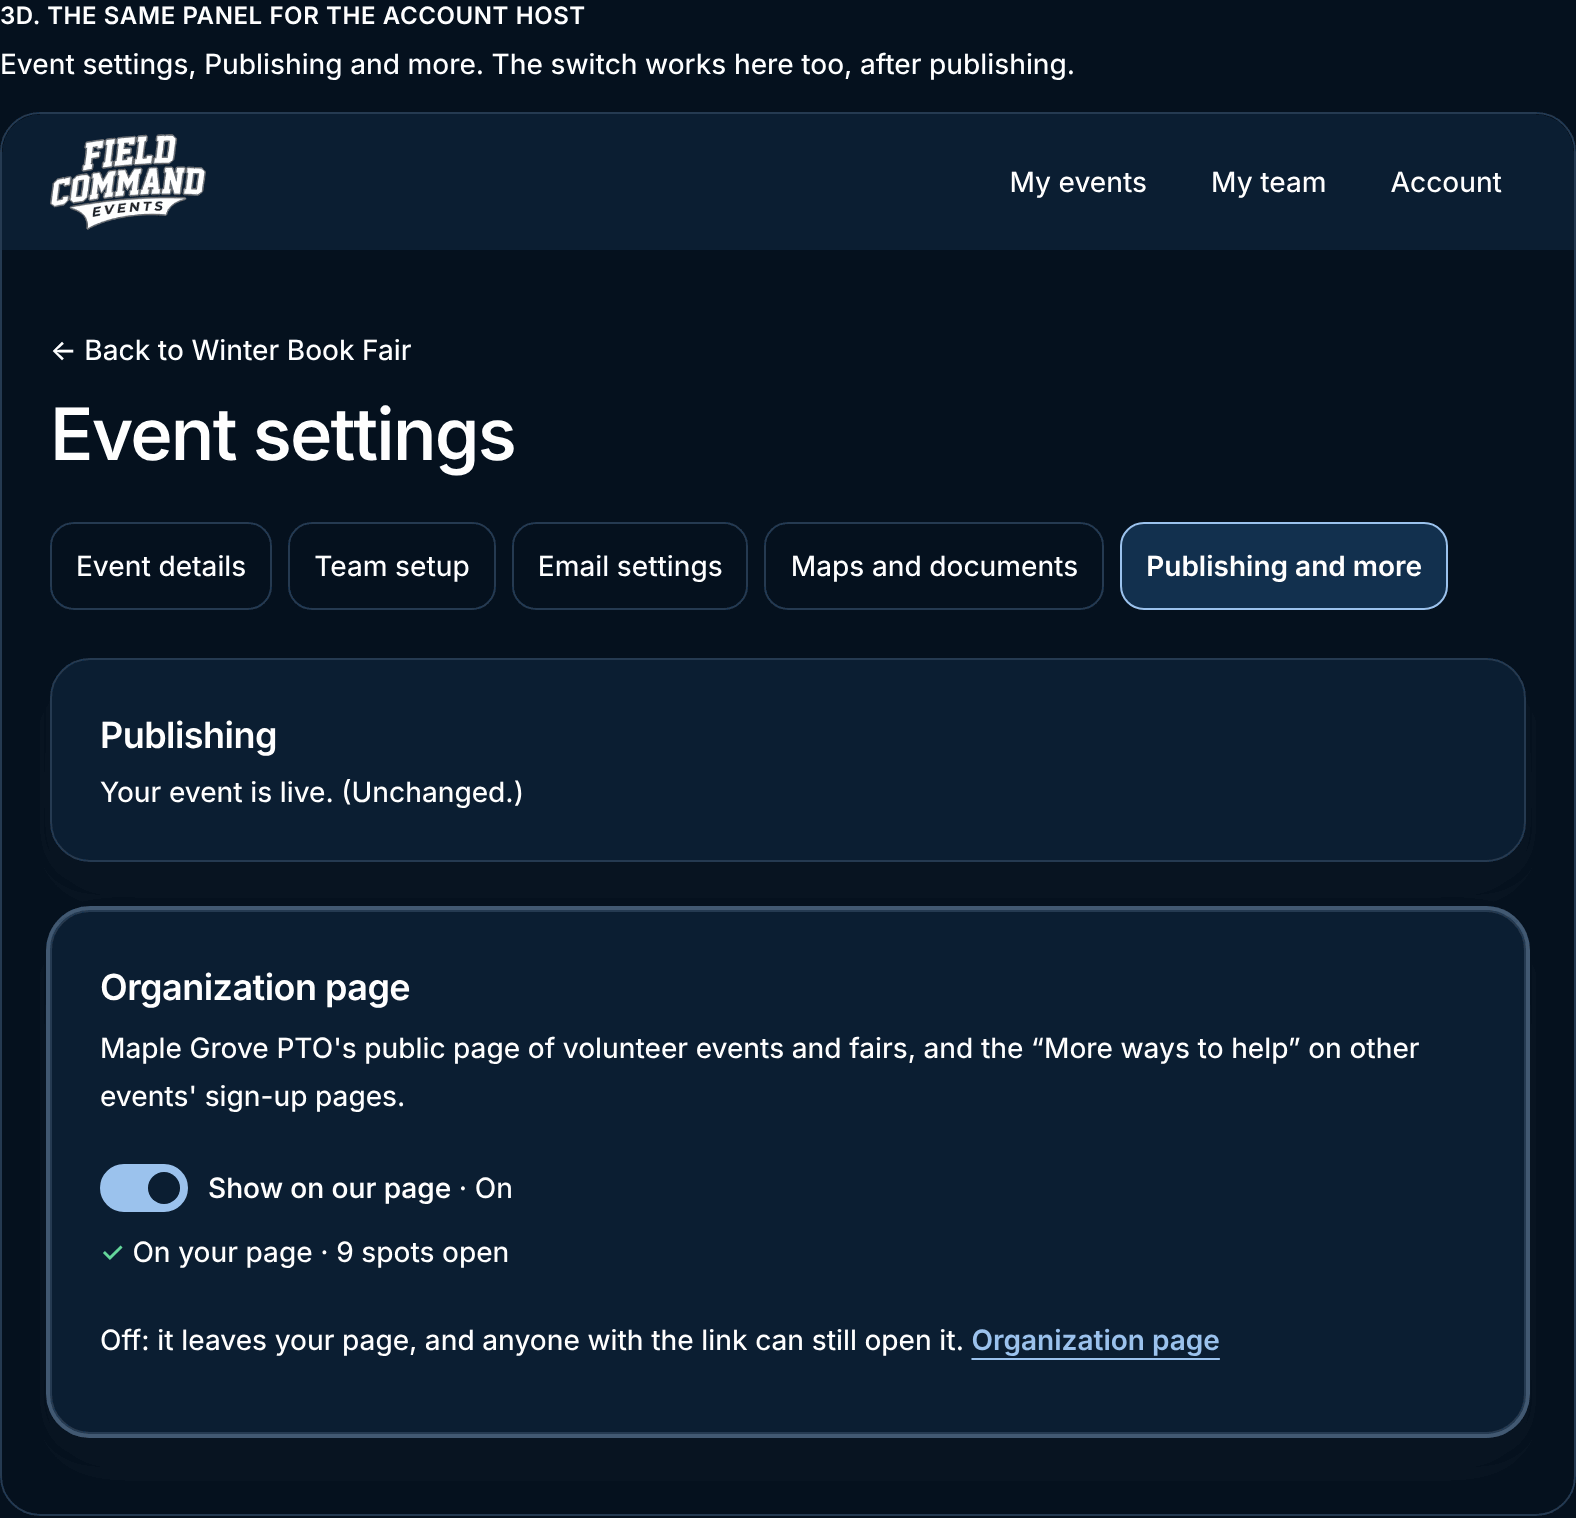 3D. THE SAME PANEL FOR THE ACCOUNT HOST
Event settings, Publishing and more. The switch works here too, after publishing.
FIELD
COMMAND
EVENTS
My events
My team
Account
← Back to Winter Book Fair
Event settings
Event details
Team setup
Email settings
Maps and documents
Publishing and more
Publishing
Your event is live. (Unchanged.)
Organization page
Maple Grove PTO's public page of volunteer events and fairs, and the “More ways to help” on other
events' sign-up pages.
Show on our page · On
✓ On your page · 9 spots open
Off: it leaves your page, and anyone with the link can still open it. Organization page